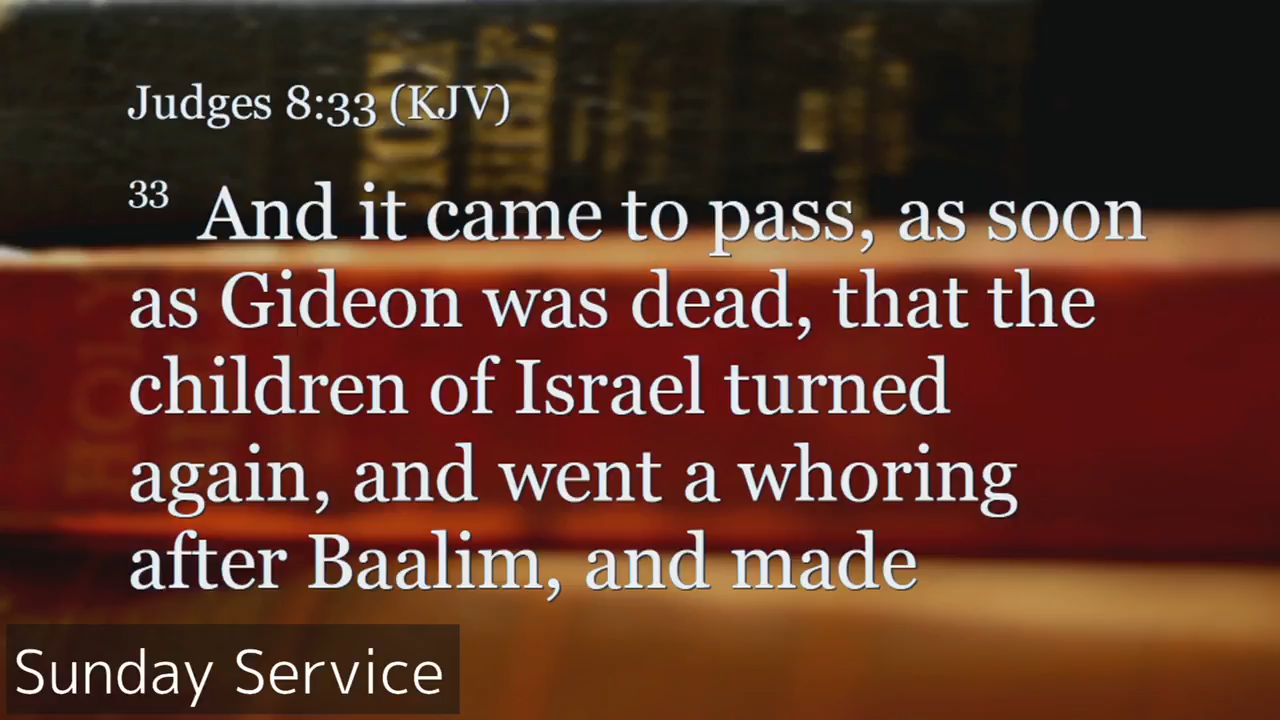 Judges 8:33 (KJV)
33 And it came to pass, as soon
as Gideon was dead, that the
children of Israel turned
again, and went a whoring
after Baalim, and made
Sunday Service